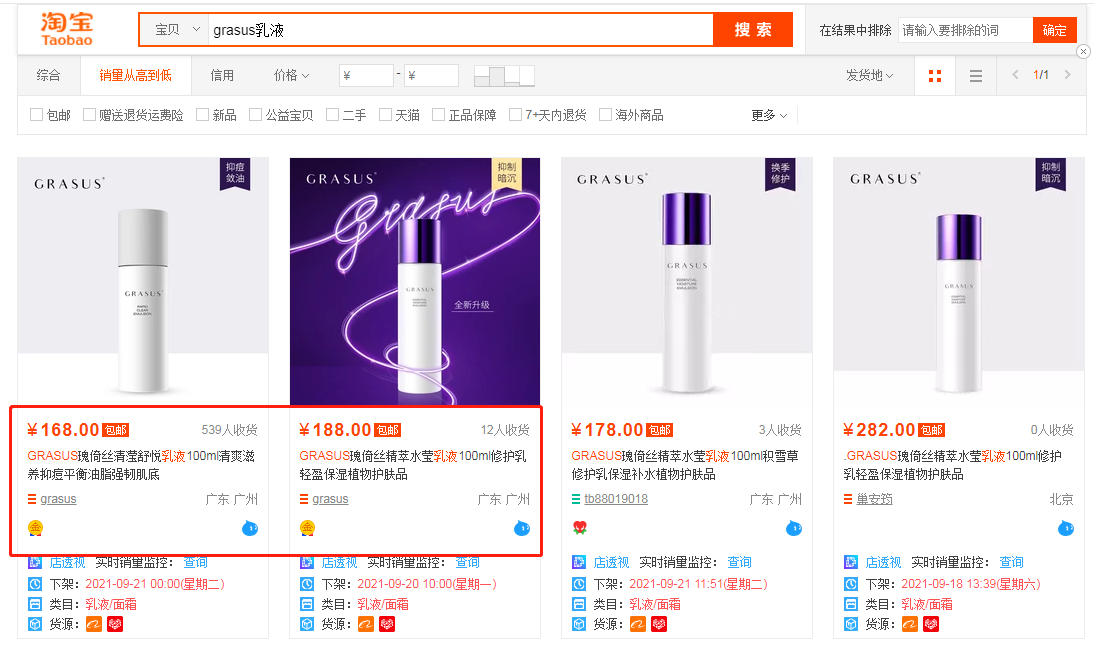 淘宝
Taobao
宝贝
grasus乳液
搜 索
在结果中排除
请输入要排除的词
确定
综合
销量从高到低
信用
价格
¥
-
¥
发货地
1/1
包邮
赠送退货运费险
新品
公益宝贝
二手
天猫
正品保障
7+天内退货
海外商品
更多
GRASUS
抑痘
敛油
GRASUS
GRASUS
抑制
暗沉
grasus
GRASUS
全新升级
GRASUS
换季
修护
GRASUS
ESSENTIAL
MOISTURE
EMULSION
GRASUS
抑制
暗沉
GRASUS
¥168.00 包邮
539人收货
GRASUS瑰倚丝清滢舒悦乳液100ml清爽滋
养抑痘平衡油脂强韧肌底
grasus
广东 广州
店透视
实时销量监控：
查询
下架：2021-09-21 00:00(星期二)
类目：乳液/面霜
货源：
¥188.00 包邮
12人收货
GRASUS瑰倚丝精萃水莹乳液100ml修护乳
轻盈保湿植物护肤品
grasus
广东 广州
店透视
实时销量监控：
查询
下架：2021-09-20 10:00(星期一)
类目：乳液/面霜
货源：
¥178.00 包邮
3人收货
GRASUS瑰倚丝精萃水莹乳液100ml积雪草
修护乳保湿补水植物护肤品
tb88019018
广东 广州
店透视
实时销量监控：
查询
下架：2021-09-21 11:51(星期二)
类目：乳液/面霜
货源：
¥282.00 包邮
0人收货
.GRASUS瑰倚丝精萃水莹乳液100ml修护
乳轻盈保湿植物护肤品
巢安筠
北京
店透视
实时销量监控：
查询
下架：2021-09-18 13:39(星期六)
类目：乳液/面霜
货源：